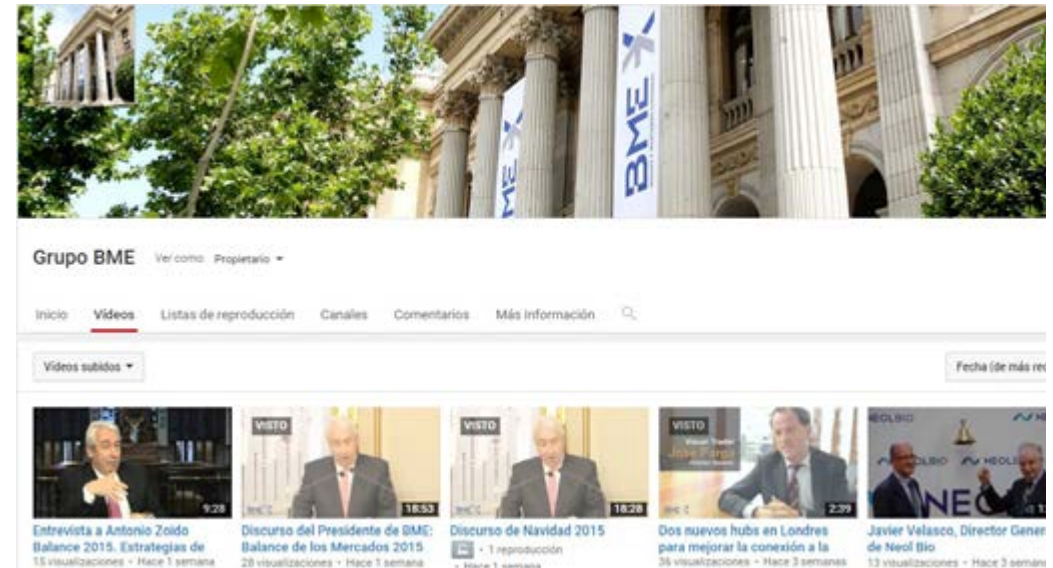 BME X
BME X
Grupo BME Ver como: Propietario
Inicio Vídeos Listas de reproducción Canales Comentarios Más información
Vídeos subidos
Fecha (de más rec
VISTO
VISTO
VISTO
Visual Trader
NEOLBIO
9:28
18:53
18:28
2:39
Entrevista a Antonio Zoido
Balance 2015. Estrategias de
15 visualizaciones • Hace 1 semana
Discurso del Presidente de BME:
Balance de los Mercados 2015
28 visualizaciones • Hace 1 semana
Discurso de Navidad 2015
• 1 reproducción
• Hace 1 semana
Dos nuevos hubs en Londres
para mejorar la conexión a la
36 visualizaciones • Hace 3 semanas
Javier Velasco, Director Gener
de Neol Bio
13 visualizaciones • Hace 3 semana